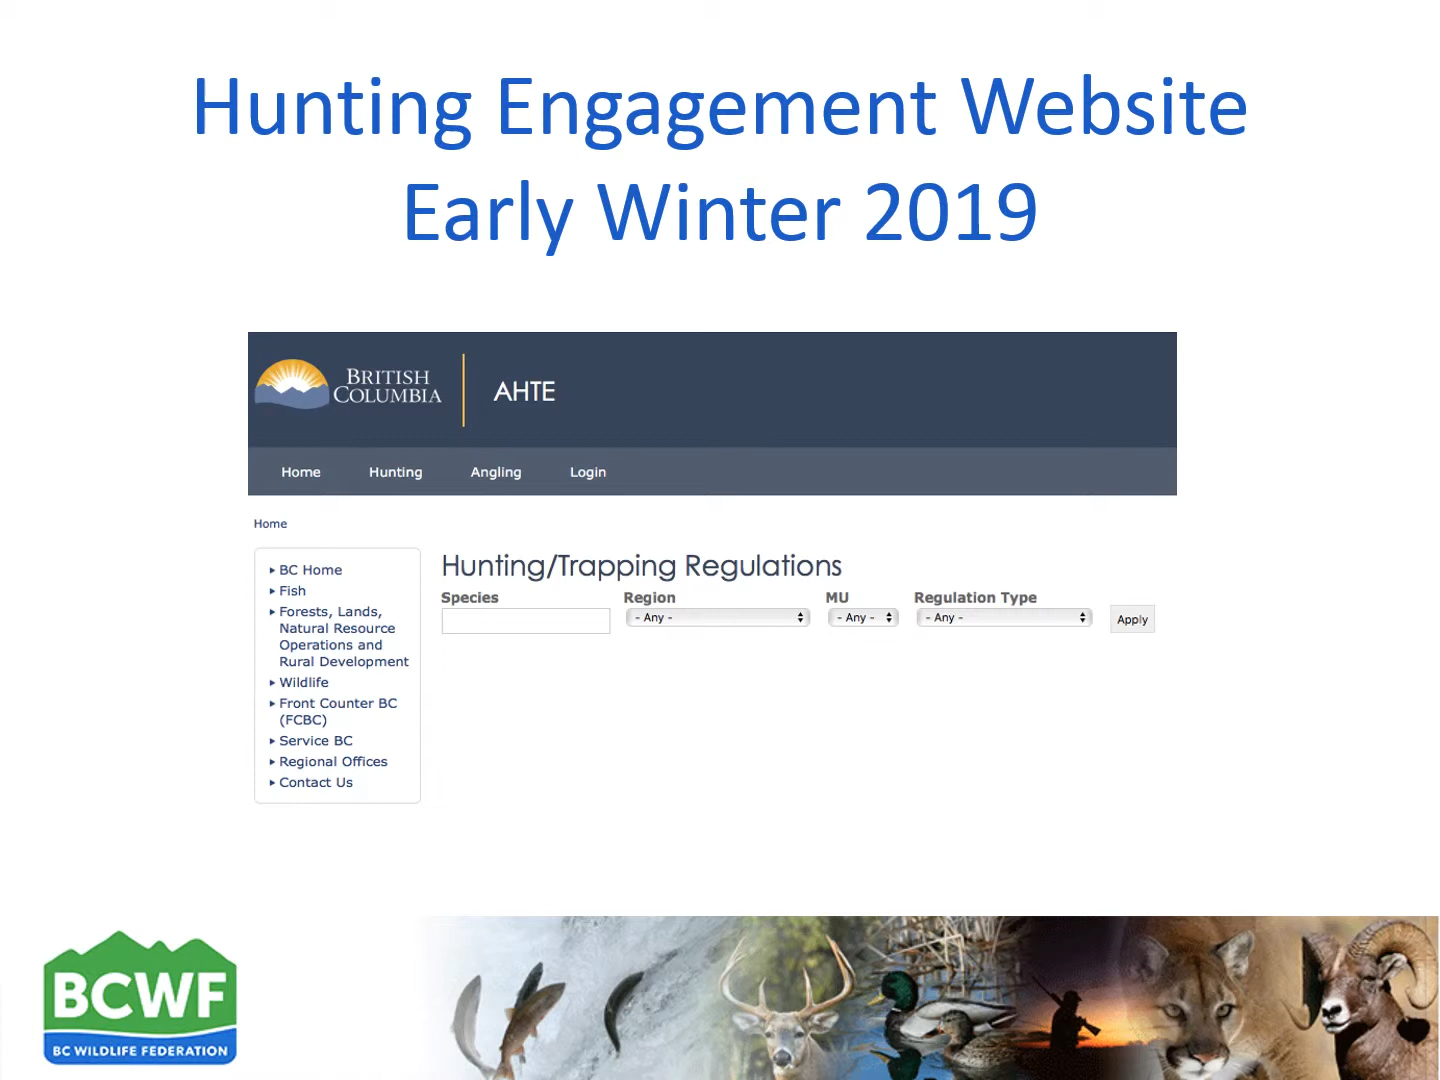 Hunting Engagement Website
Early Winter 2019
BRITISH
COLUMBIA
AHTE
Home Hunting Angling Login
Home
BC Home
Fish
Forests, Lands,
Natural Resource
Operations and
Rural Development
Wildlife
Front Counter BC
(FCBC)
Service BC
Regional Offices
Contact Us
Hunting/Trapping Regulations
Species Region MU Regulation Type
- Any - - Any - - Any - Apply
BCWF
BC WILDLIFE FEDERATION